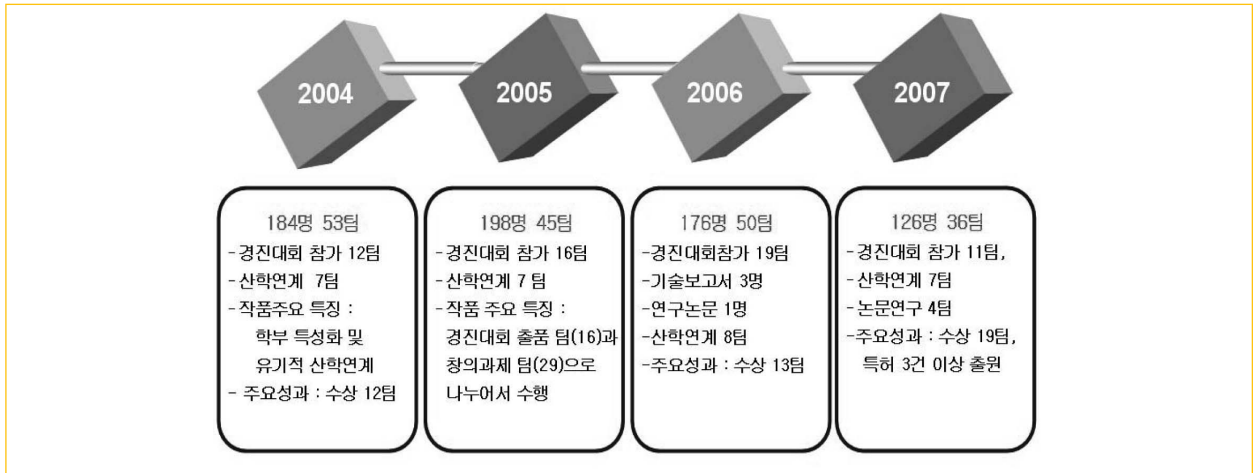 2004
2005
2006
2007
184명 53팀
-경진대회 참가 12팀
-산학연계 7팀
-작품주요 특징 :
학부 특성화 및
유기적 산학연계
- 주요성과 : 수상 12팀
198명 45팀
-경진대회 참가 16팀
-산학연계 7 팀
-작품 주요 특징 :
경진대회 출품 팀(16)과
창의과제 팀(29)으로
나누어서 수행
176명 50팀
-경진대회참가 19팀
-기술보고서 3명
-연구논문 1명
-산학연계 8팀
-주요성과 : 수상 13팀
126명 36팀
-경진대회 참가 11팀,
-산학연계 7팀
-논문연구 4팀
-주요성과 : 수상 19팀,
특허 3건 이상 출원